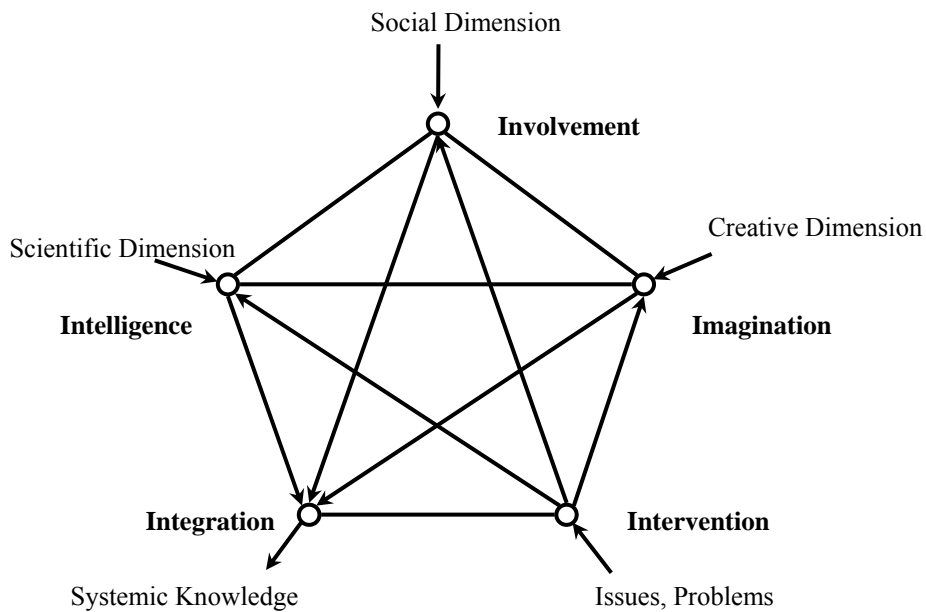 Social Dimension
Involvement
Creative Dimension
Scientific Dimension
Intelligence
Imagination
Integration
Intervention
Systemic Knowledge
Issues, Problems